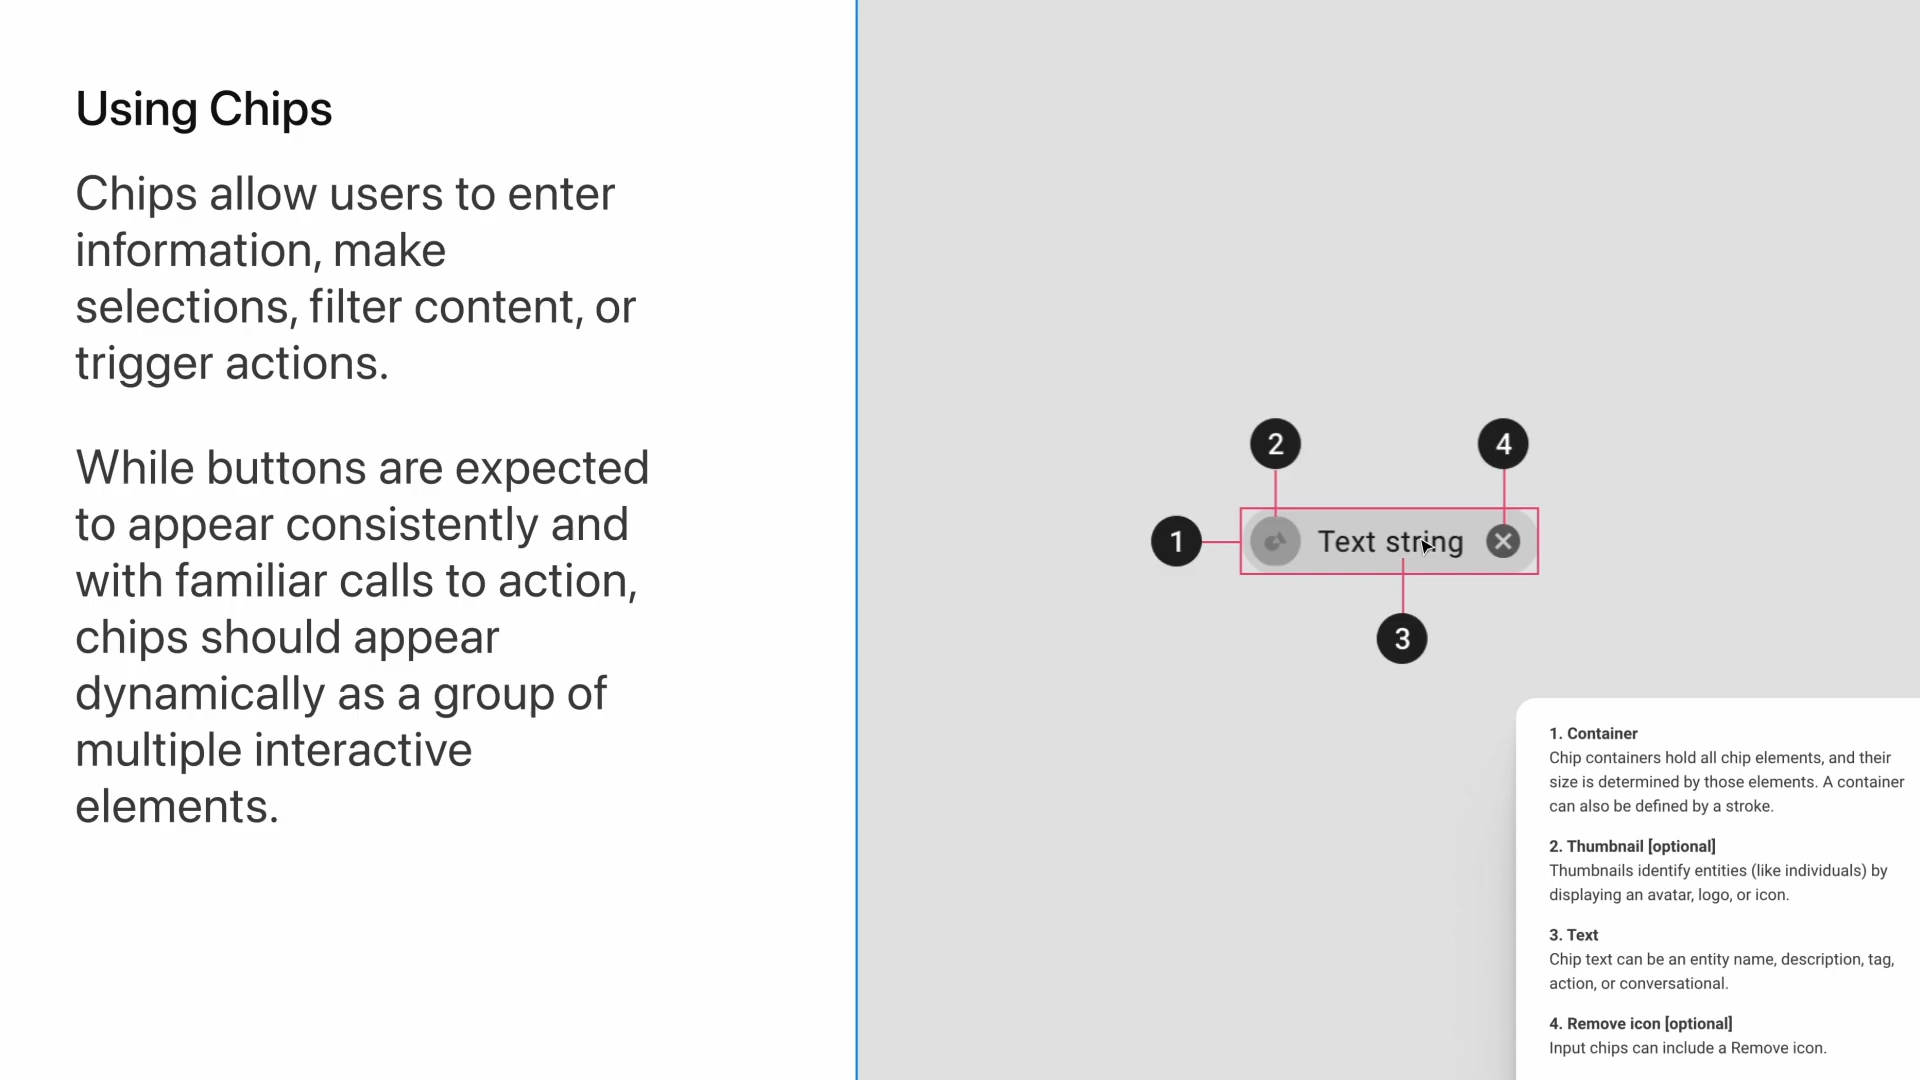 Using Chips
Chips allow users to enter
information, make
selections, filter content, or
trigger actions.
While buttons are expected
to appear consistently and
with familiar calls to action,
chips should appear
dynamically as a group of
multiple interactive
elements.
2
4
1
Text string
3
1. Container
Chip containers hold all chip elements, and their
size is determined by those elements. A container
can also be defined by a stroke.
2. Thumbnail [optional]
Thumbnails identify entities (like individuals) by
displaying an avatar, logo, or icon.
3. Text
Chip text can be an entity name, description, tag,
action, or conversational.
4. Remove icon [optional]
Input chips can include a Remove icon.